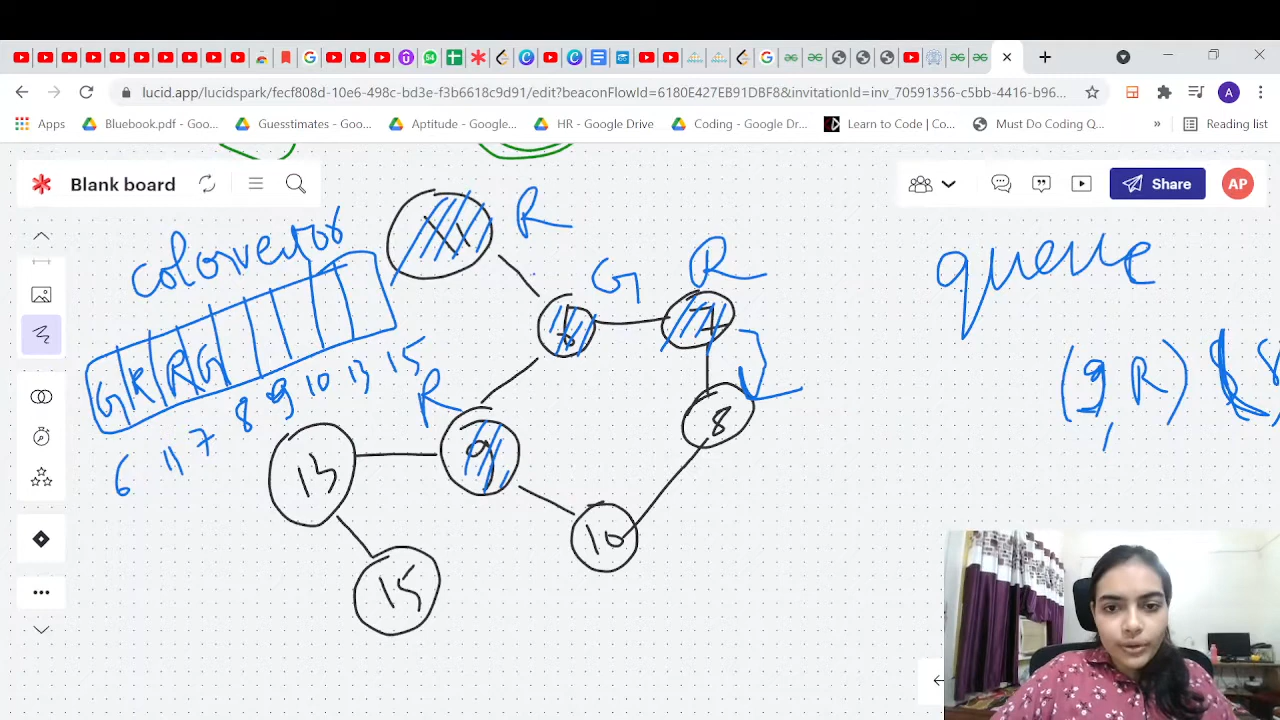 lucid.app/lucidspark/fecf808d-10e6-498c-bd3e-f3b6618c9d91/edit?beaconFlowId=6180E427EB91DBF8&invitationId=inv_70591356-c5bb-4416-b96...
A
Apps Bluebook.pdf - Goo... Guesstimates - Goo... Aptitude - Google... HR - Google Drive Coding - Google Dr... Learn to Code | Co... Must Do Coding Q... » Reading list
Blank board
Share AP
colorvector
11 R
queue
G R
6 7
G R R G
(9, R)
8
R
6 11 7 8 9 10 13 15
9 8
13
10
15